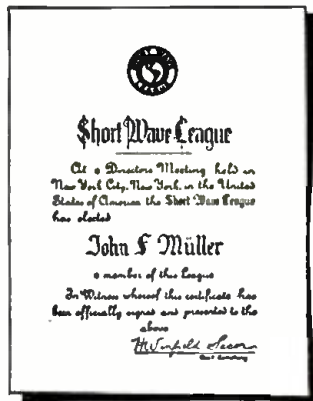 Short Wave League
At a Directors Meeting held in
New York City, New York, in the United
States of America the Short Wave League
has elected
John F Müller
a member of this league
In Witness whereof this certificate has
been officially signed and presented to the
above
H Winfield Secor